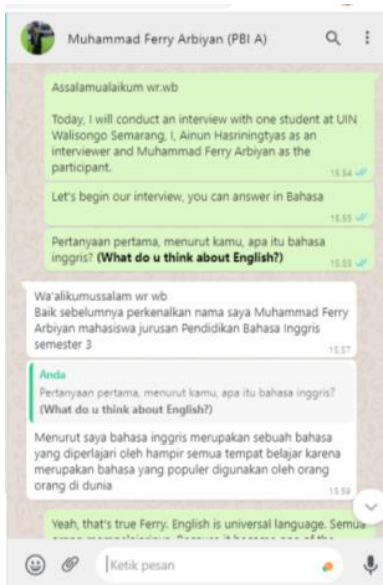 Muhammad Ferry Arbiyan (PBI A)
Assalamualaikum wr.wb
Today, I will conduct an interview with one student at UIN
Walisongo Semarang, I, Ainun Hasriningtyas as an
interviewer and Muhammad Ferry Arbiyan as the
participant.
15.54
Let's begin our interview, you can answer in Bahasa
15.55
Pertanyaan pertama, menurut kamu, apa itu bahasa
inggris? (What do u think about English?)
15.55
Wa'alikumussalam wr wb
Baik sebelumnya perkenalkan nama saya Muhammad Ferry
Arbiyan mahasiswa jurusan Pendidikan Bahasa Inggris
semester 3
15.57
Anda
Pertanyaan pertama, menurut kamu, apa itu bahasa inggris?
(What do u think about English?)
Menurut saya bahasa inggris merupakan sebuah bahasa
yang diperlajari oleh hampir semua tempat belajar karena
merupakan bahasa yang populer digunakan oleh orang
orang di dunia
15.59
Yeah, that's true Ferry. English is universal language. Semua
Ketik pesan